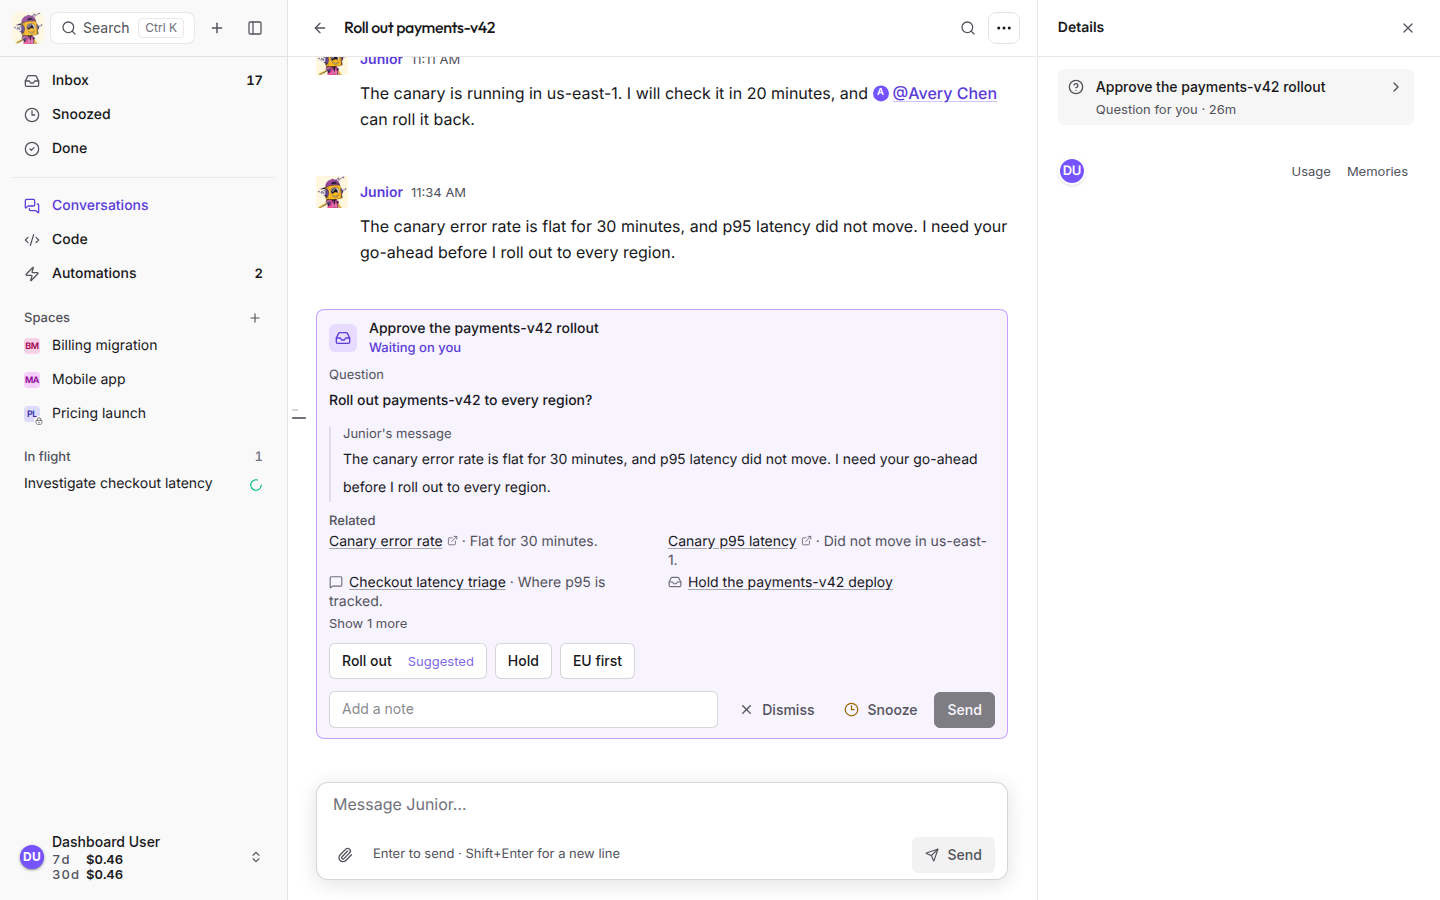 Search Ctrl K
Inbox 17
Snoozed
Done
Conversations
Code
Automations 2
Spaces
BM Billing migration
MA Mobile app
PL Pricing launch
In flight 1
Investigate checkout latency
DU Dashboard User
7d $0.46
30d $0.46
Roll out payments-v42
Junior 11:11 AM
The canary is running in us-east-1. I will check it in 20 minutes, and A @Avery Chen
can roll it back.
Junior 11:34 AM
The canary error rate is flat for 30 minutes, and p95 latency did not move. I need your
go-ahead before I roll out to every region.
Approve the payments-v42 rollout
Waiting on you
Question
Roll out payments-v42 to every region?
Junior's message
The canary error rate is flat for 30 minutes, and p95 latency did not move. I need your go-ahead
before I roll out to every region.
Related
Canary error rate · Flat for 30 minutes.
Canary p95 latency · Did not move in us-east-
1.
Checkout latency triage · Where p95 is
tracked.
Hold the payments-v42 deploy
Show 1 more
Roll out Suggested Hold EU first
Add a note Dismiss Snooze Send
Message Junior...
Enter to send · Shift+Enter for a new line Send
Details
Approve the payments-v42 rollout
Question for you · 26m
DU Usage Memories